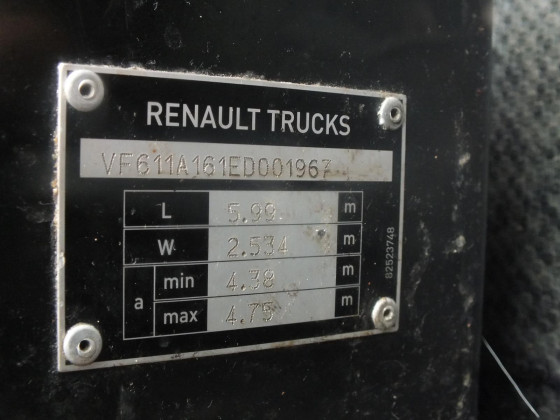 RENAULT TRUCKS
VF611A161ED001967
L 5.99 m
W 2.534 m
a min 4.38 m
max 4.75 m
82523748